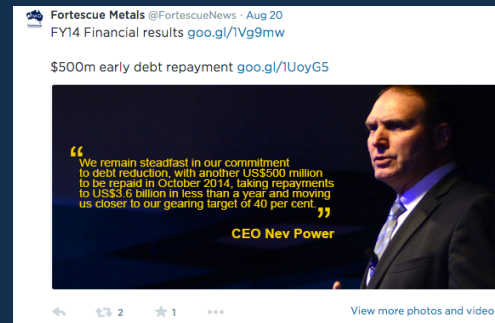 Fortescue Metals @FortescueNews · Aug 20
FY14 Financial results goo.gl/1Vg9mw
$500m early debt repayment goo.gl/1UoyG5
“We remain steadfast in our commitment
to debt reduction, with another US$500 million
to be repaid in October 2014, taking repayments
to US$3.6 billion in less than a year and moving
us closer to our gearing target of 40 per cent.”
CEO Nev Power
2 1 View more photos and video